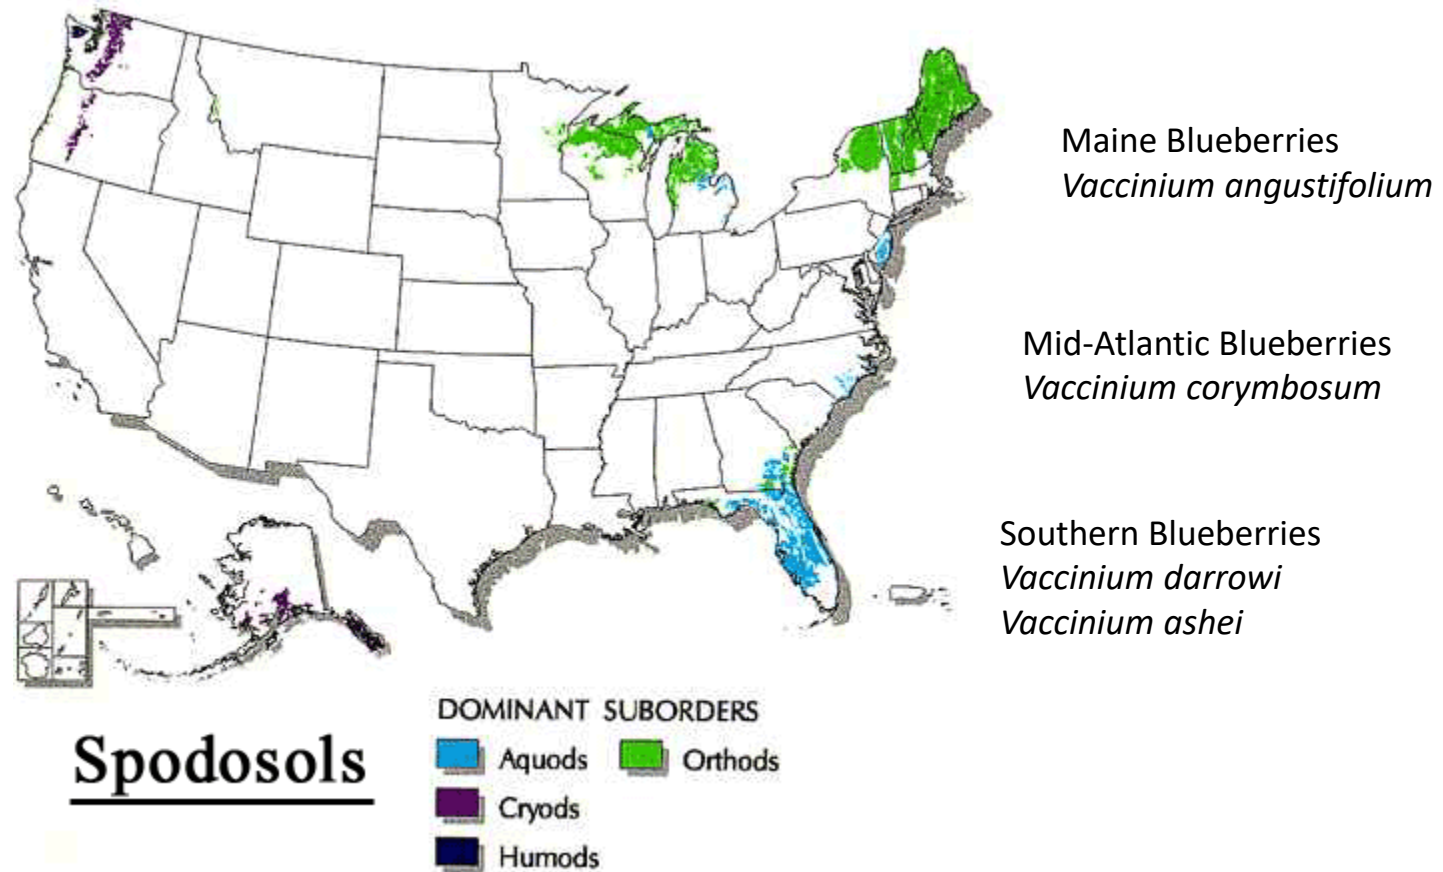 Maine Blueberries
Vaccinium angustifolium
Mid-Atlantic Blueberries
Vaccinium corymbosum
Southern Blueberries
Vaccinium darrowi
Vaccinium ashei
Spodosols
DOMINANT SUBORDERS
Aquods
Orthods
Cryods
Humods